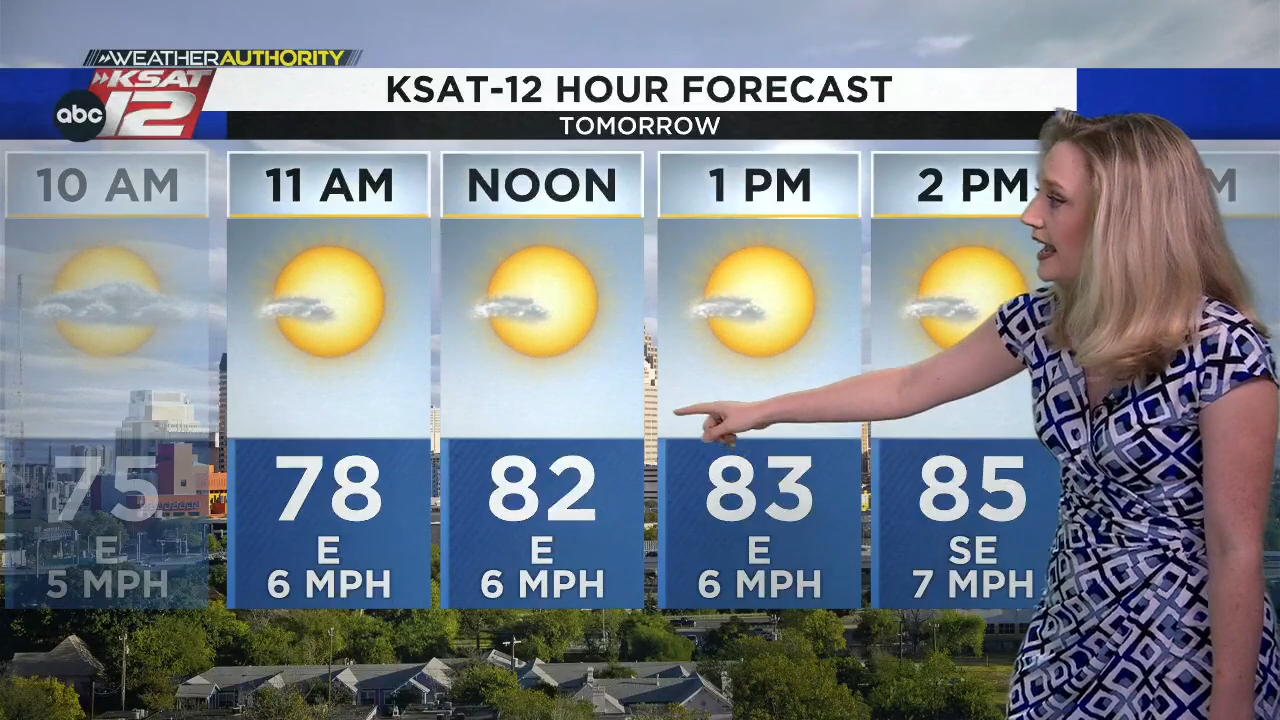 WEATHERAUTHORITY
KSAT
abc 12
KSAT-12 HOUR FORECAST
TOMORROW
10 AM 11 AM NOON 1 PM 2 PM M
75 78 82 83 85
E E E E SE
5 MPH 6 MPH 6 MPH 6 MPH 7 MPH